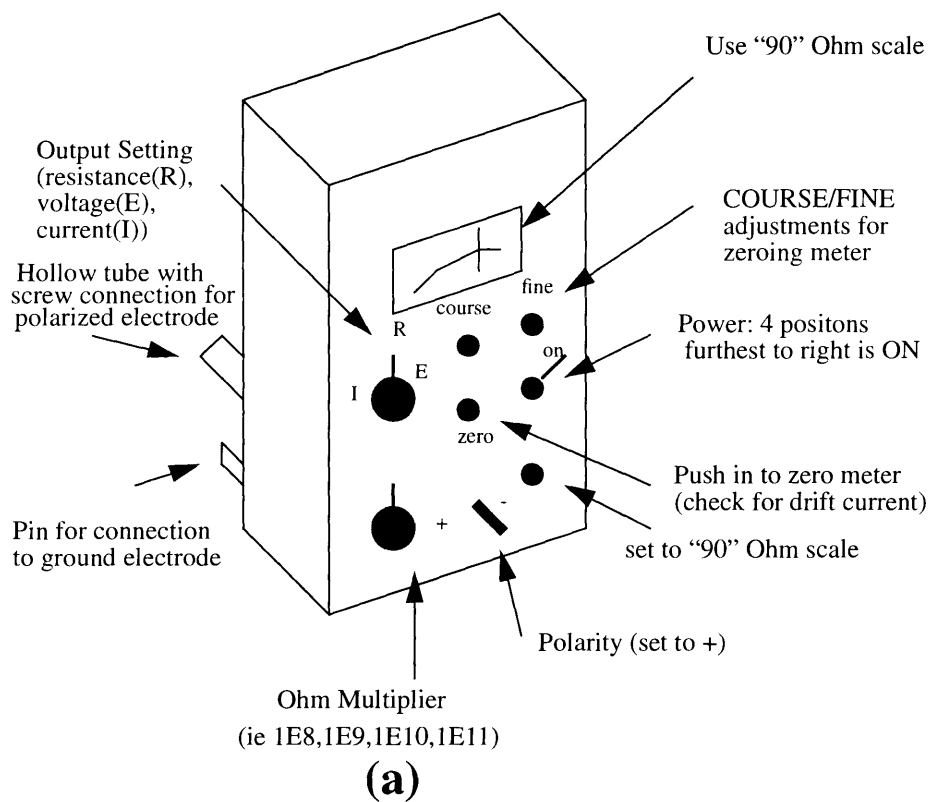 Use “90” Ohm scale
Output Setting
(resistance(R),
voltage(E),
current(I))
COURSE/FINE
adjustments for
zeroing meter
Hollow tube with
screw connection for
polarized electrode
fine
course
R
on
E
I
zero
Power: 4 positons
furthest to right is ON
Push in to zero meter
(check for drift current)
Pin for connection
to ground electrode
+
-
set to “90” Ohm scale
Polarity (set to +)
Ohm Multiplier
(ie 1E8,1E9,1E10,1E11)
(a)